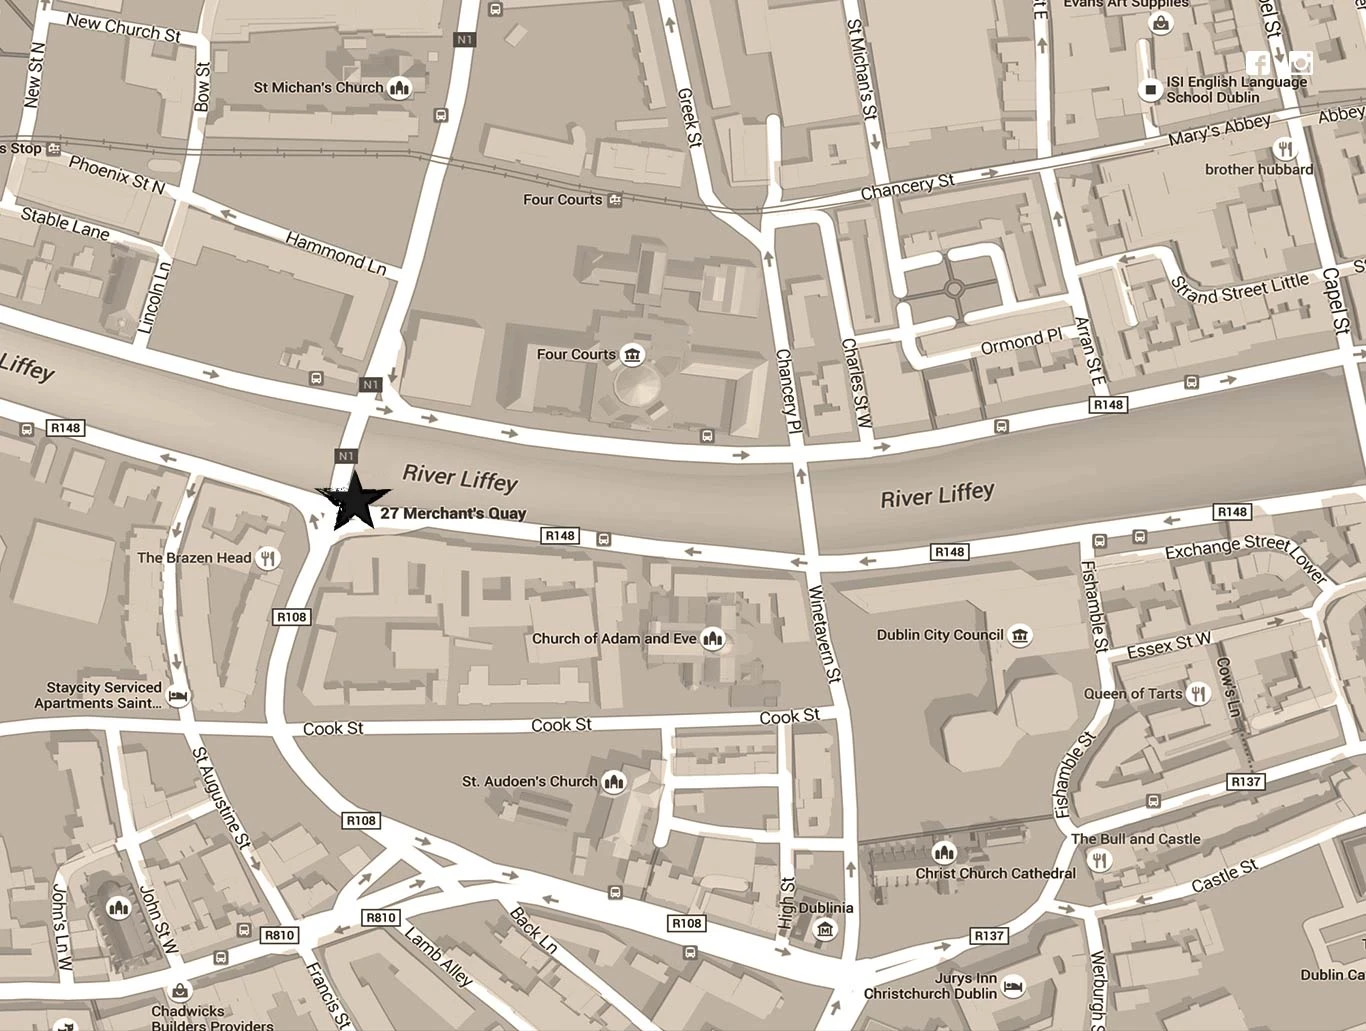 New Church St
N1
Evans Art Supplies
New St N
Bow St
St Michan's Church
Greek St
St Michan's St
ISI English Language
School Dublin
Mary's Abbey
Abbey
s Stop
Phoenix St N
Four Courts
Chancery St
brother hubbard
Stable Lane
Hammond Ln
Lincoln Ln
Strand Street Little
Capel St
Liffey
Four Courts
Chancery Pl
Charles St W
Ormond Pl
Arran St E
N1
R148
R148
N1
River Liffey
River Liffey
27 Merchant's Quay
R148
R148
R148
The Brazen Head
Exchange Street Lower
Fishamble St
R108
Winetavern St
Church of Adam and Eve
Dublin City Council
Essex St W
Cow's Ln
Staycity Serviced
Apartments Saint...
Queen of Tarts
Cook St
Cook St
Cook St
St Augustine St
St. Audoen's Church
Fishamble St
R137
R108
The Bull and Castle
Christ Church Cathedral
Castle St
John's Ln W
John St W
High St
Dublinia
R810
R810
Back Ln
R108
R137
Lamb Alley
Francis St
Jurys Inn
Christchurch Dublin
Werburgh S
Dublin Ca
Chadwicks
Builders Providers